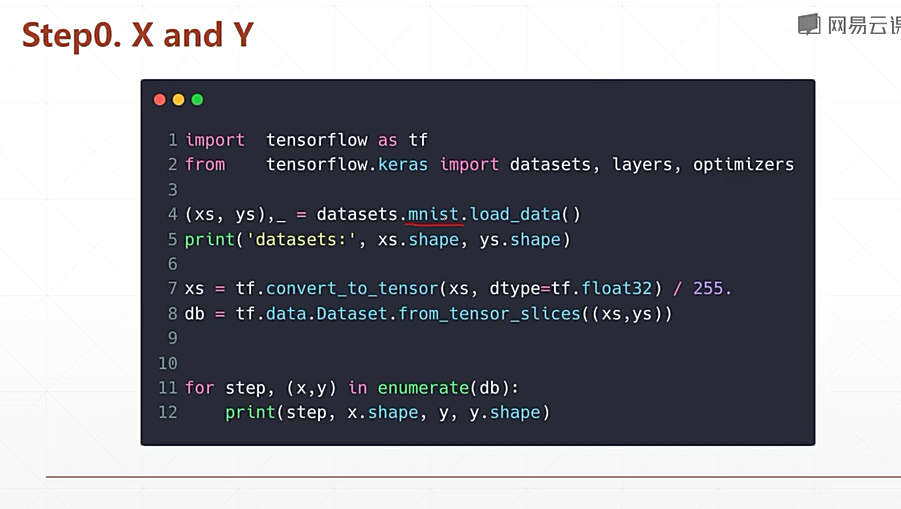 Step0. X and Y
网易云课
1 import  tensorflow as tf
2 from    tensorflow.keras import datasets, layers, optimizers
3
4 (xs, ys),_ = datasets.mnist.load_data()
5 print('datasets:', xs.shape, ys.shape)
6
7 xs = tf.convert_to_tensor(xs, dtype=tf.float32) / 255.
8 db = tf.data.Dataset.from_tensor_slices((xs,ys))
9
10
11 for step, (x,y) in enumerate(db):
12     print(step, x.shape, y, y.shape)